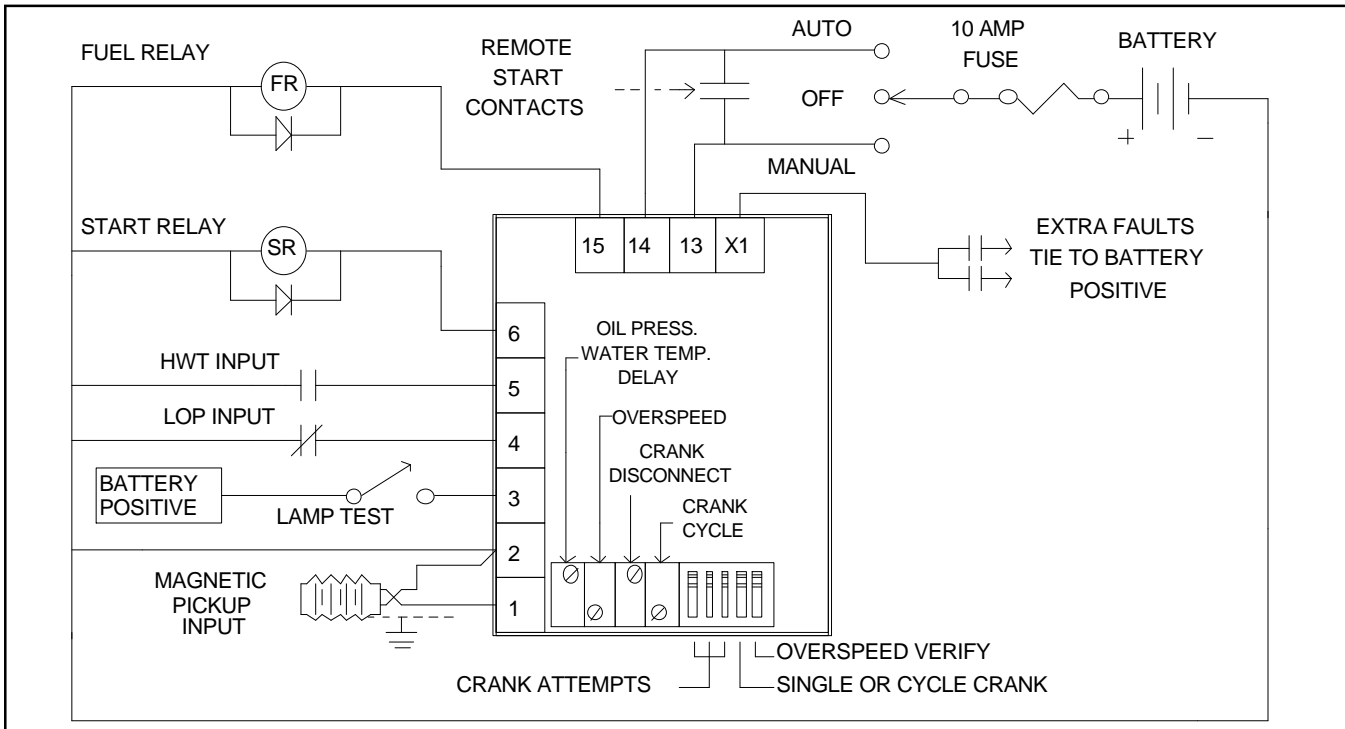 FUEL RELAY
FR
REMOTE
START
CONTACTS
AUTO
OFF
MANUAL
10 AMP
FUSE
BATTERY
+
-
START RELAY
SR
15
14
13
X1
EXTRA FAULTS
TIE TO BATTERY
POSITIVE
6
5
4
3
2
1
HWT INPUT
LOP INPUT
BATTERY
POSITIVE
LAMP TEST
MAGNETIC
PICKUP
INPUT
OIL PRESS.
WATER TEMP.
DELAY
OVERSPEED
CRANK
DISCONNECT
CRANK
CYCLE
CRANK ATTEMPTS
OVERSPEED VERIFY
SINGLE OR CYCLE CRANK